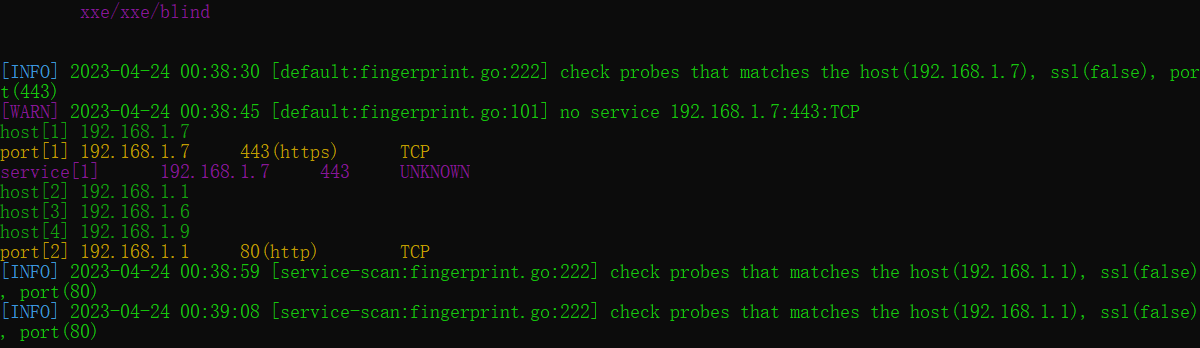 xxe/xxe/blind
[INFO] 2023-04-24 00:38:30 [default:fingerprint.go:222] check probes that matches the host(192.168.1.7), ssl(false), por
t(443)
[WARN] 2023-04-24 00:38:45 [default:fingerprint.go:101] no service 192.168.1.7:443:TCP
host[1] 192.168.1.7
port[1] 192.168.1.7 443(https) TCP
service[1] 192.168.1.7 443 UNKNOWN
host[2] 192.168.1.1
host[3] 192.168.1.6
host[4] 192.168.1.9
port[2] 192.168.1.1 80(http) TCP
[INFO] 2023-04-24 00:38:59 [service-scan:fingerprint.go:222] check probes that matches the host(192.168.1.1), ssl(false)
, port(80)
[INFO] 2023-04-24 00:39:08 [service-scan:fingerprint.go:222] check probes that matches the host(192.168.1.1), ssl(false)
, port(80)